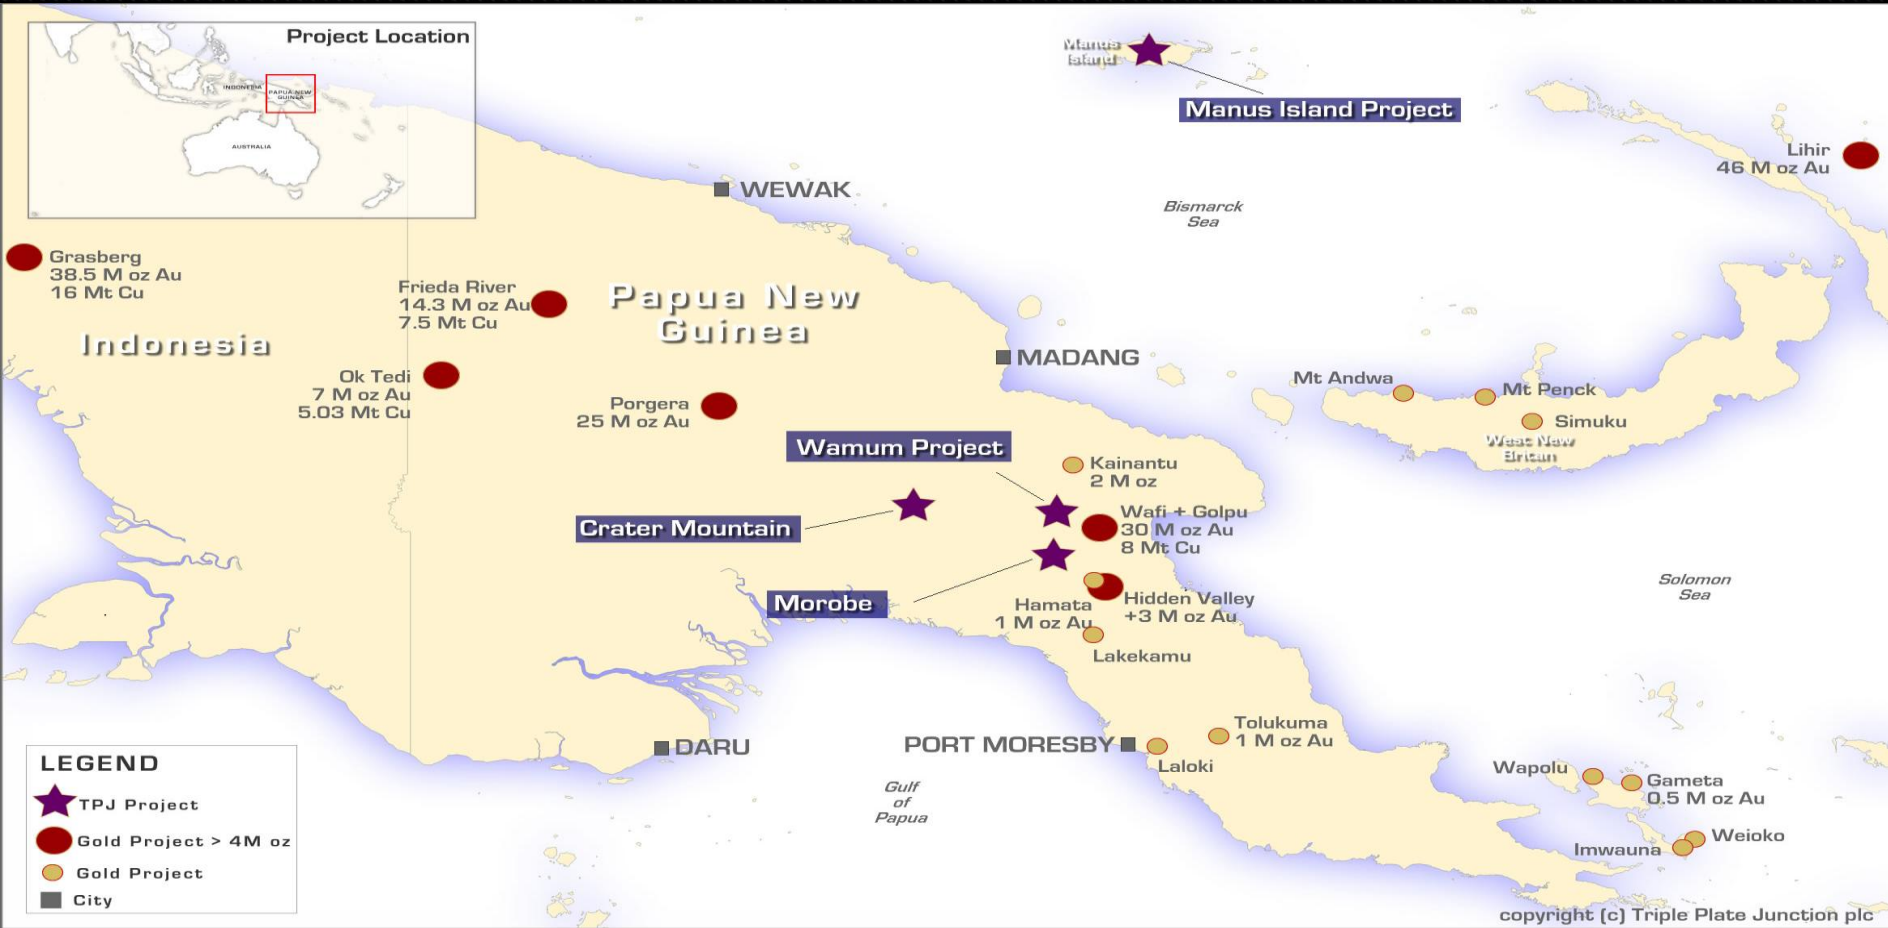 Project Location
INDONESIA
PAPUA NEW
GUINEA
AUSTRALIA
Manus
Island
Manus Island Project
Lihir
46 M oz Au
WEWAK
Bismarck
Sea
Grasberg
38.5 M oz Au
16 Mt Cu
Frieda River
14.3 M oz Au
7.5 Mt Cu
Papua New
Guinea
Indonesia
MADANG
Ok Tedi
7 M oz Au
5.03 Mt Cu
Porgera
25 M oz Au
Mt Andwa
Mt Penck
Simuku
West New
Britan
Wamum Project
Kainantu
2 M oz
Crater Mountain
Wafi + Golpu
30 M oz Au
8 Mt Cu
Morobe
Hamata
1 M oz Au
Hidden Valley
+3 M oz Au
Lakekamu
Solomon
Sea
DARU
PORT MORESBY
Laloki
Tolukuma
1 M oz Au
Gulf
of
Papua
Wapolu
Gameta
0.5 M oz Au
Weioko
Imwauna
LEGEND
TPJ Project
Gold Project > 4M oz
Gold Project
City
copyright (c) Triple Plate Junction plc